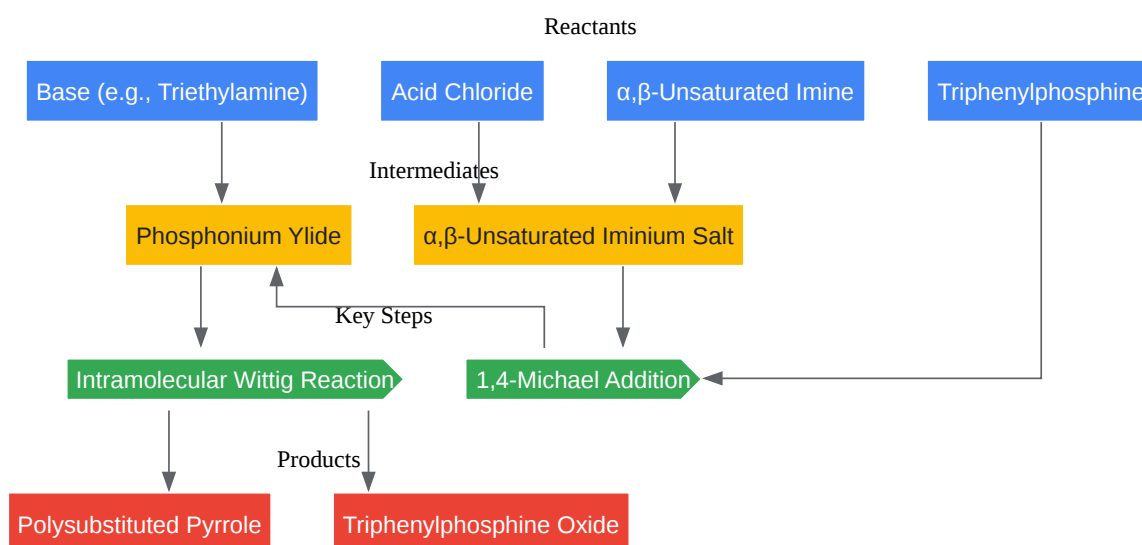 Reactants
Base (e.g., Triethylamine)
Acid Chloride
α,β-Unsaturated Imine
Triphenylphosphine
Intermediates
Phosphonium Ylide
α,β-Unsaturated Iminium Salt
Key Steps
Intramolecular Wittig Reaction
1,4-Michael Addition
Products
Polysubstituted Pyrrole
Triphenylphosphine Oxide